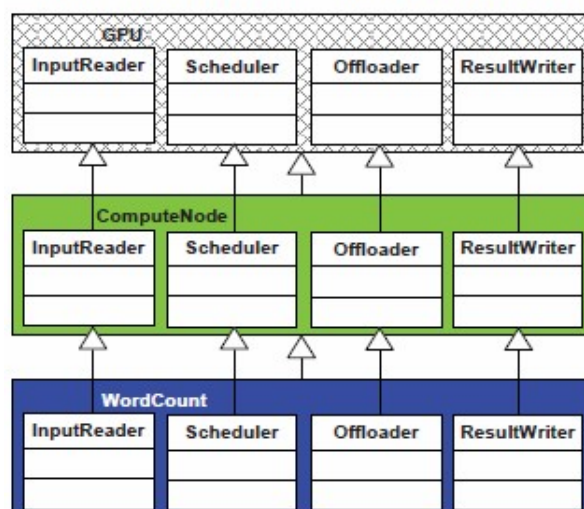 GPU
InputReader Scheduler Offloader ResultWriter
ComputeNode
InputReader Scheduler Offloader ResultWriter
WordCount
InputReader Scheduler Offloader ResultWriter